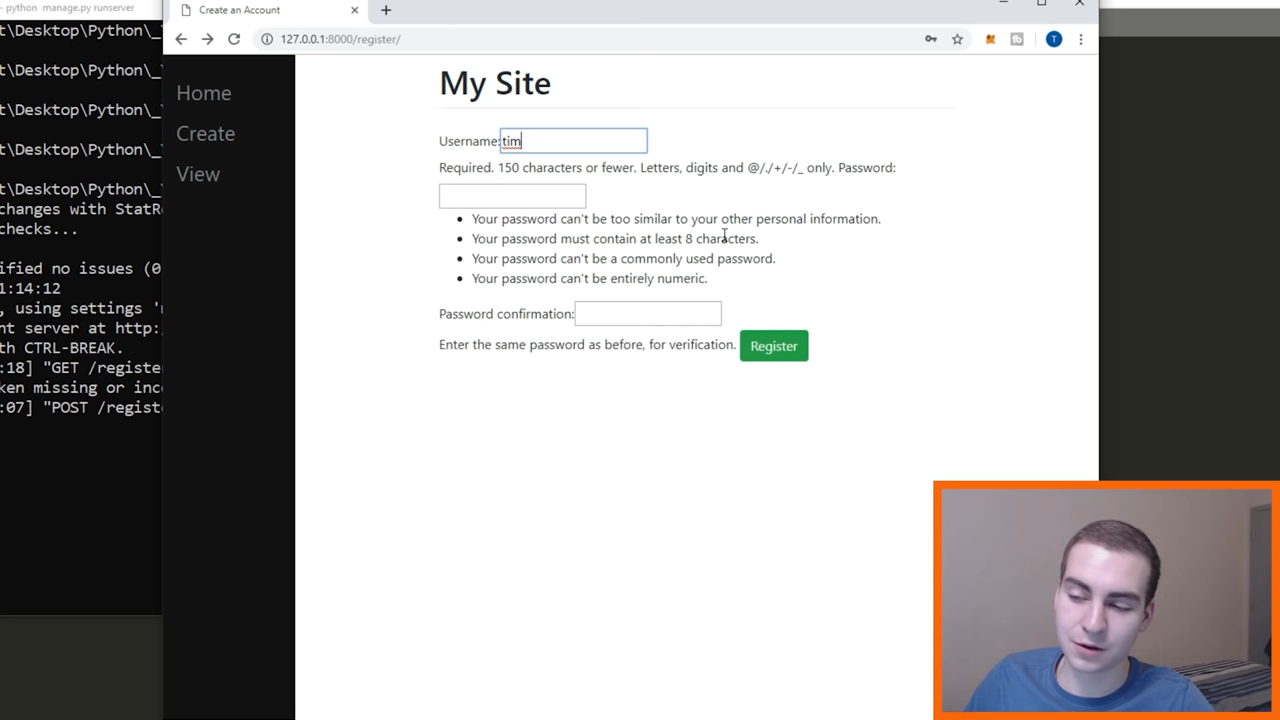 python manage.py runserver
Create an Account
127.0.0.1:8000/register/
t\Desktop\Python\_
t\Desktop\Python\_
t\Desktop\Python\_
t\Desktop\Python\_
t\Desktop\Python\_
changes with StatRe
checks...
ified no issues (0
1:14:12
, using settings '
nt server at http:
th CTRL-BREAK.
:18] "GET /registe
ken missing or inc
:07] "POST /regist
Home
Create
View
My Site
Username: tim
Required. 150 characters or fewer. Letters, digits and @/./+/-/_ only. Password:
• Your password can't be too similar to your other personal information.
• Your password must contain at least 8 characters.
• Your password can't be a commonly used password.
• Your password can't be entirely numeric.
Password confirmation:
Enter the same password as before, for verification. Register
T